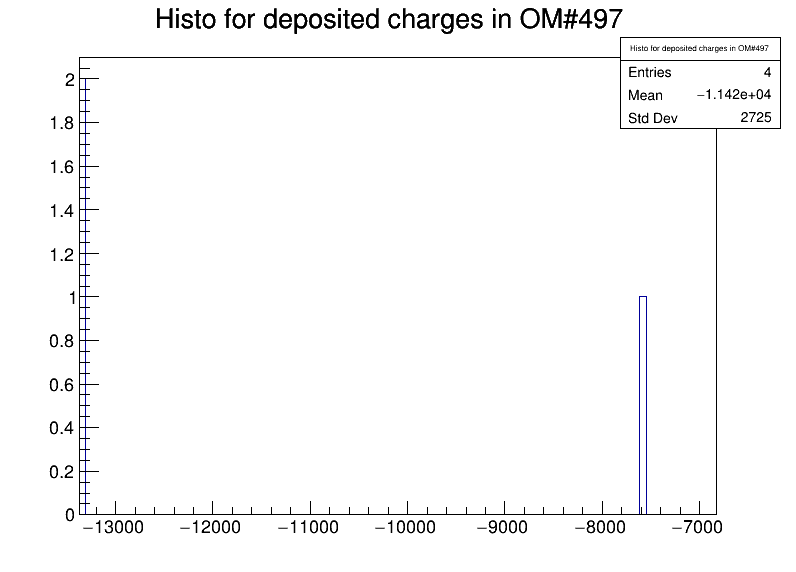 Histo for deposited charges in OM#497
Histo for deposited charges in OM#497
Entries 4
Mean −1.142e+04
Std Dev 2725
2
1.8
1.6
1.4
1.2
1
0.8
0.6
0.4
0.2
0
−13000 −12000 −11000 −10000 −9000 −8000 −7000